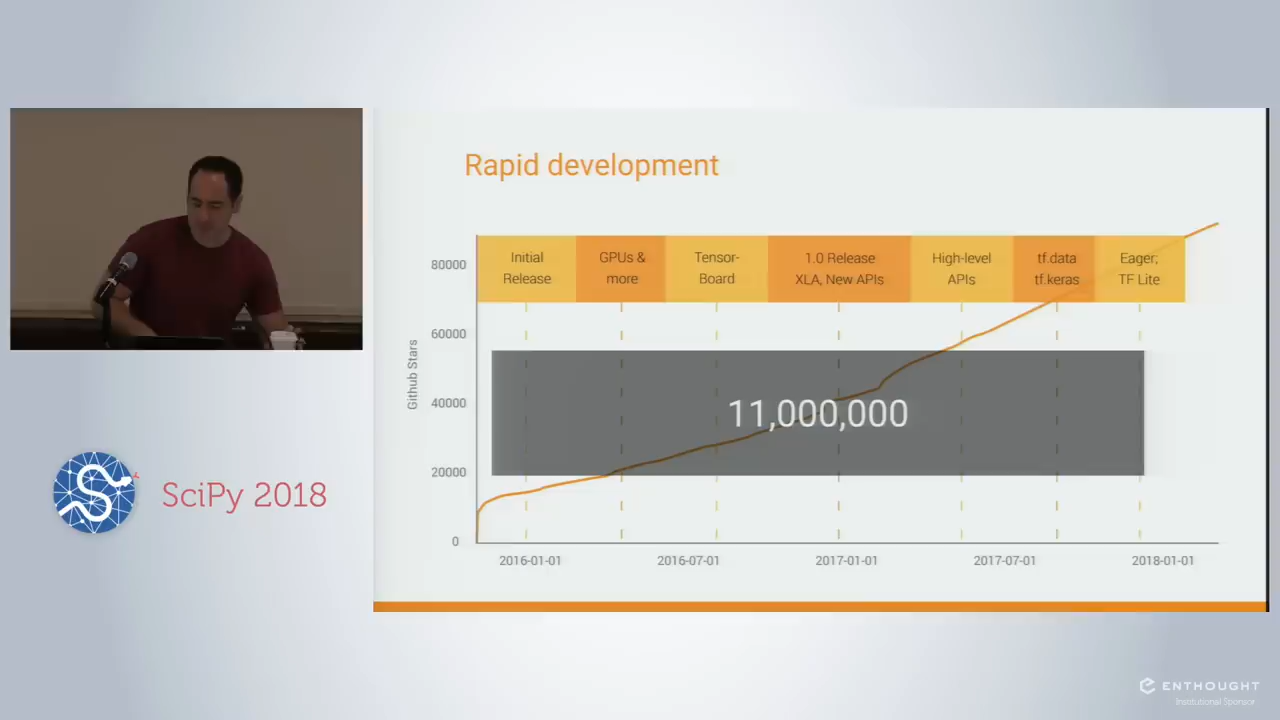 Rapid development
Initial
Release
GPUs &
more
Tensor-
Board
1.0 Release
XLA, New APIs
High-level
APIs
tf.data
tf.keras
Eager;
TF Lite
Github Stars
80000
60000
40000
20000
0
11,000,000
2016-01-01
2016-07-01
2017-01-01
2017-07-01
2018-01-01
SciPy 2018
ENTHOUGHT
Institutional Sponsor